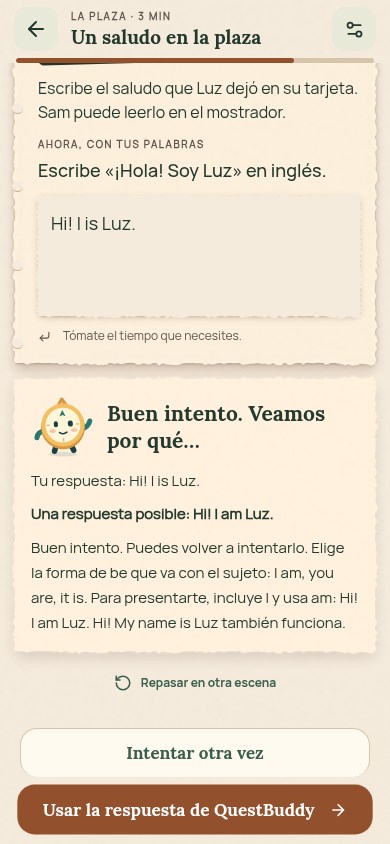 LA PLAZA · 3 MIN
Un saludo en la plaza
Escribe el saludo que Luz dejó en su tarjeta.
Sam puede leerlo en el mostrador.
AHORA, CON TUS PALABRAS
Escribe «¡Hola! Soy Luz» en inglés.
Hi! I is Luz.
Tómate el tiempo que necesites.
Buen intento. Veamos
por qué...
Tu respuesta: Hi! I is Luz.
Una respuesta posible: Hi! I am Luz.
Buen intento. Puedes volver a intentarlo. Elige
la forma de be que va con el sujeto: I am, you
are, it is. Para presentarte, incluye I y usa am: Hi!
I am Luz. Hi! My name is Luz también funciona.
Repasar en otra escena
Intentar otra vez
Usar la respuesta de QuestBuddy